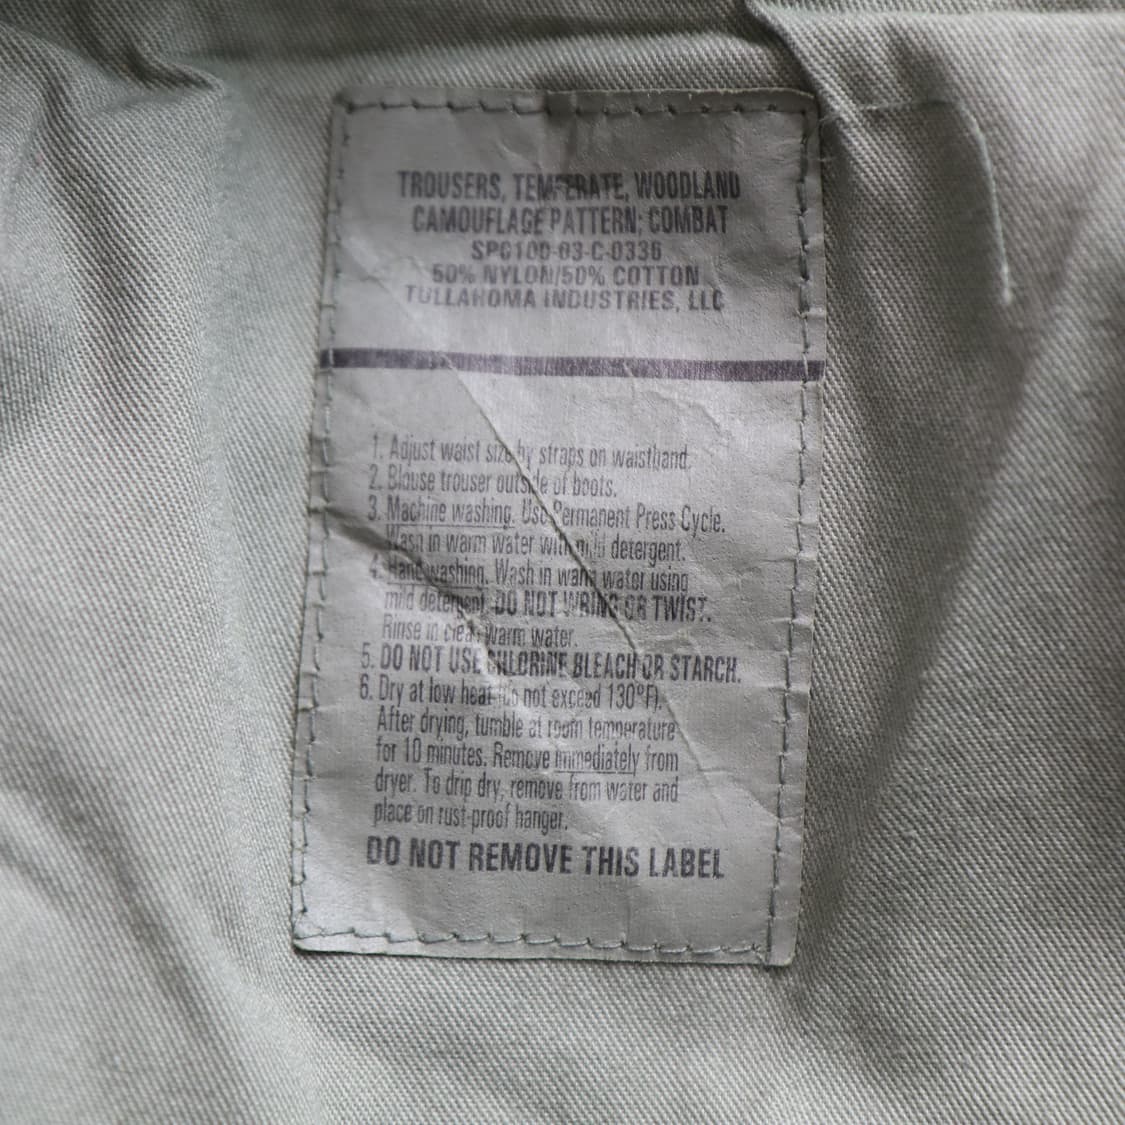 TROUSERS, TEMPERATE, WOODLAND
CAMOUFLAGE PATTERN; COMBAT
SPO100-03-C-0336
50% NYLON/50% COTTON
TULLAHOMA INDUSTRIES, LLC
1. Adjust waist size by straps on waistband.
2. Blouse trouser outside of boots.
3. Machine washing. Use Permanent Press Cycle.
Wash in warm water with mild detergent.
4. Hand washing. Wash in warm water using
mild detergent. DO NOT WRING OR TWIST.
Rinse in clean warm water.
5. DO NOT USE CHLORINE BLEACH OR STARCH.
6. Dry at low heat (do not exceed 130°F).
After drying, tumble at room temperature
for 10 minutes. Remove immediately from
dryer. To drip dry, remove from water and
place on rust-proof hanger.
DO NOT REMOVE THIS LABEL